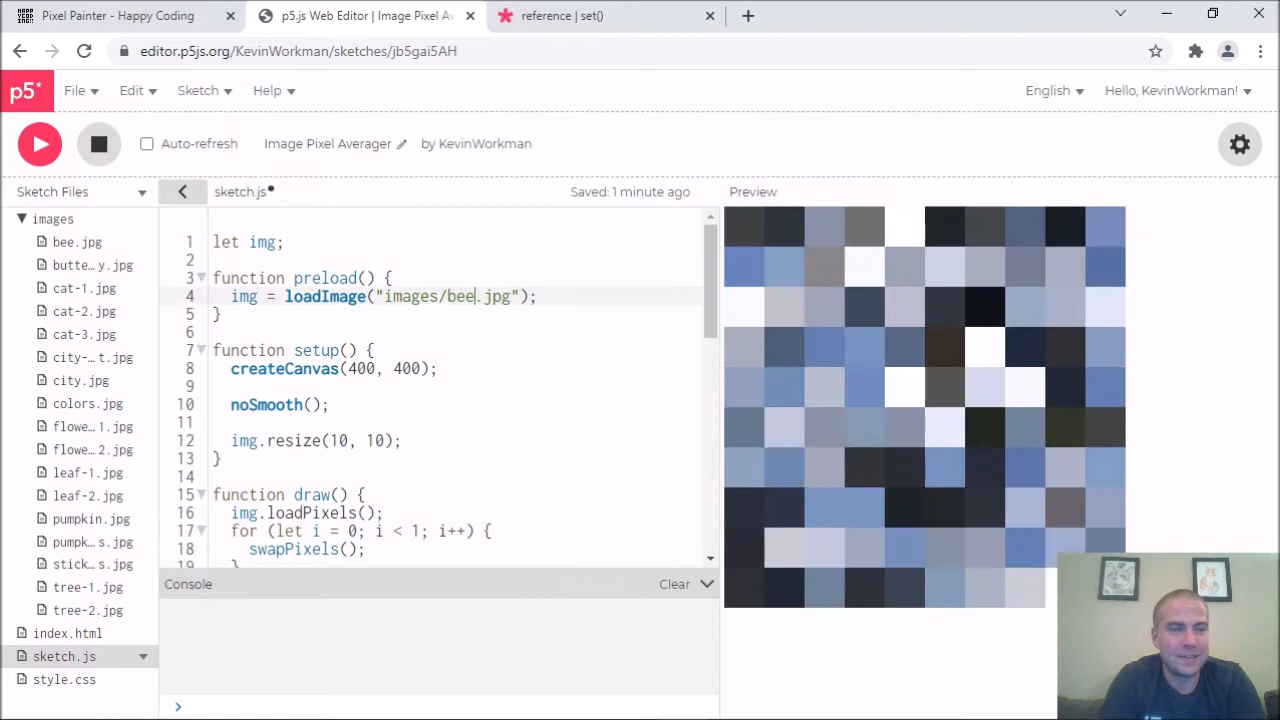 Pixel Painter - Happy Coding
p5.js Web Editor | Image Pixel Av
reference | set()
editor.p5js.org/KevinWorkman/sketches/jb5gai5AH
p5*
File
Edit
Sketch
Help
English
Hello, KevinWorkman!
Auto-refresh
Image Pixel Averager
by KevinWorkman
Sketch Files
sketch.js
Saved: 1 minute ago
Preview
images
bee.jpg
butte…y.jpg
cat-1.jpg
cat-2.jpg
cat-3.jpg
city-…t.jpg
city.jpg
colors.jpg
flowe…1.jpg
flowe…2.jpg
leaf-1.jpg
leaf-2.jpg
pumpkin.jpg
pumpk…s.jpg
stick…s.jpg
tree-1.jpg
tree-2.jpg
index.html
sketch.js
style.css
1 let img;
2
3 function preload() {
4 img = loadImage("images/bee.jpg");
5 }
6
7 function setup() {
8 createCanvas(400, 400);
9
10 noSmooth();
11
12 img.resize(10, 10);
13 }
14
15 function draw() {
16 img.loadPixels();
17 for (let i = 0; i < 1; i++) {
18 swapPixels();
Console
Clear
>